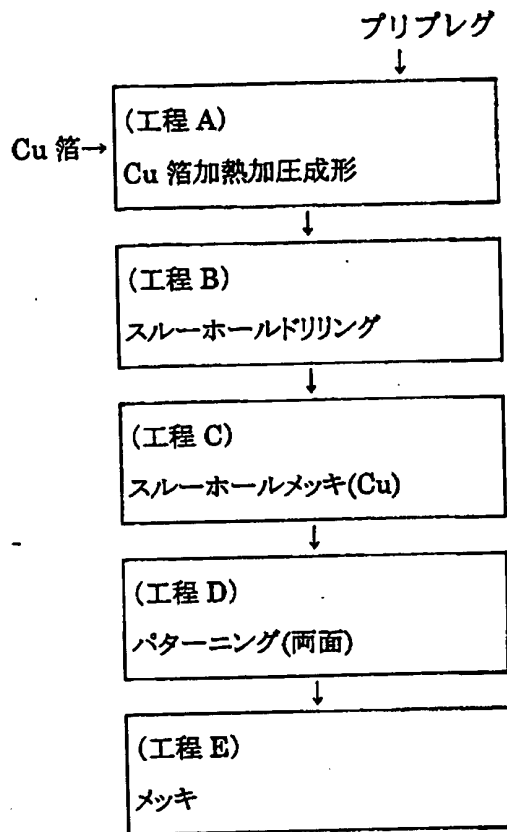 プリプレグ
↓
(工程 A)
Cu 箔→
Cu 箔加熱加圧成形
↓
(工程 B)
スルーホールドリリング
↓
(工程 C)
スルーホールメッキ(Cu)
↓
(工程 D)
パターニング(両面)
↓
(工程 E)
メッキ